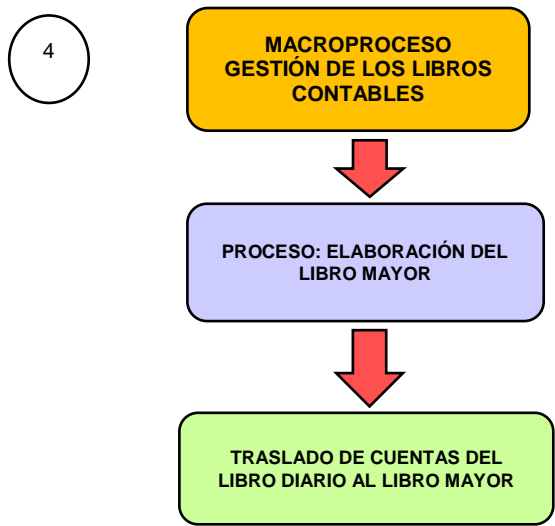 4
MACROPROCESO
GESTIÓN DE LOS LIBROS
CONTABLES
PROCESO: ELABORACIÓN DEL
LIBRO MAYOR
TRASLADO DE CUENTAS DEL
LIBRO DIARIO AL LIBRO MAYOR